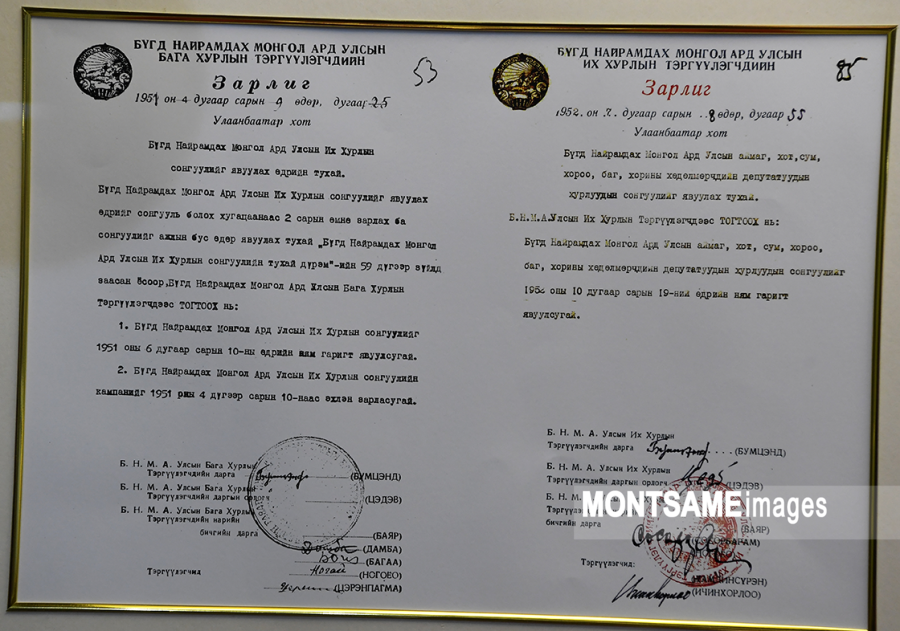 БҮГД НАЙРАМДАХ МОНГОЛ АРД УЛСЫН
БАГА ХУРЛЫН ТЭРГҮҮЛЭГЧДИЙН
53
Зарлиг
1951 он 4 дугаар сарын 9 өдөр, дугаар 25
Улаанбаатар хот
Бүгд Найрамдах Монгол Ард Улсын Их Хурлын
сонгуулийг явуулах өдрийн тухай.
Бүгд Найрамдах Монгол Ард Улсын Их Хурлын сонгуулийг явуулах
өдрийг сонгууль болох хугацаанаас 2 сарын өмнө зарлах ба
сонгуулийг ажлын бус өдөр явуулах тухай „Бүгд Найрамдах Монгол
Ард Улсын Их Хурлын сонгуулийн тухай дүрэм"-ийн 59 дүгээр зүйлд
заасан ёсоор,Бүгд Найрамдах Монгол Ард Улсын Бага Хурлын
Тэргүүлэгчдээс ТОГТООХ нь:
1. Бүгд Найрамдах Монгол Ард Улсын Их Хурлын сонгуулийг
1951 оны 6 дугаар сарын 10-ны өдрийн ням гаригт явуулсугай.
2. Бүгд Найрамдах Монгол Ард Улсын Их Хурлын сонгуулийн
кампанийг 1951 оны 4 дүгээр сарын 10-наас эхлэн зарласугай.
Б. Н. М. А. Улсын Бага Хурлын
Тэргүүлэгчдийн дарга (БУМЦЭНД)
Б. Н. М. А. Улсын Бага Хурлын
Тэргүүлэгчдийн даргын орлогч (ЦЭДЭВ)
Б. Н. М. А. Улсын Бага Хурлын
Тэргүүлэгчдийн нарийн
бичгийн дарга (БАЯР)
(ДАМБА)
(БАГАА)
Тэргүүлэгчид (НОГОЕО)
(ЦЭРЭНПАГМА)
БҮГД НАЙРАМДАХ МОНГОЛ АРД УЛСЫН
ИХ ХУРЛЫН ТЭРГҮҮЛЭГЧДИЙН
85
Зарлиг
1952 он 7. дугаар сарын 8 өдөр, дугаар 55
Улаанбаатар хот
Бүгд Найрамдах Монгол Ард Улсын аймаг, хот,сум,
хороо, баг, хорины хөдөлмөрчдийн депутатуудын
хурлуудын сонгуулийг явуулах тухай.
Б.Н.М.А.Улсын Их Хурлын Тэргүүлэгчдээс ТОГТООХ нь:
Бүгд Найрамдах Монгол Ард Улсын аймаг, хот, сум, хороо,
баг, хорины хөдөлмөрчдийн депутатуудын хурлуудын сонгуулийг
1952 оны 10 дугаар сарын 19-ний өдрийн ням гаригт
явуулсугай.
Б. Н. М. А. Улсын Их Хурлын
Тэргүүлэгчдийн дарга (БУМЦЭНД)
Б. Н. М. А. Улсын Их Хурлын
Тэргүүлэгчдийн даргын орлогч (ЦЭДЭВ)
Б. Н. М. А. Улсын Их Хурлын
бичгийн дарга (БАЯР)
Тэргүүлэгчид:
(ИЧИНХОРЛОО)
MONTSAMEimages